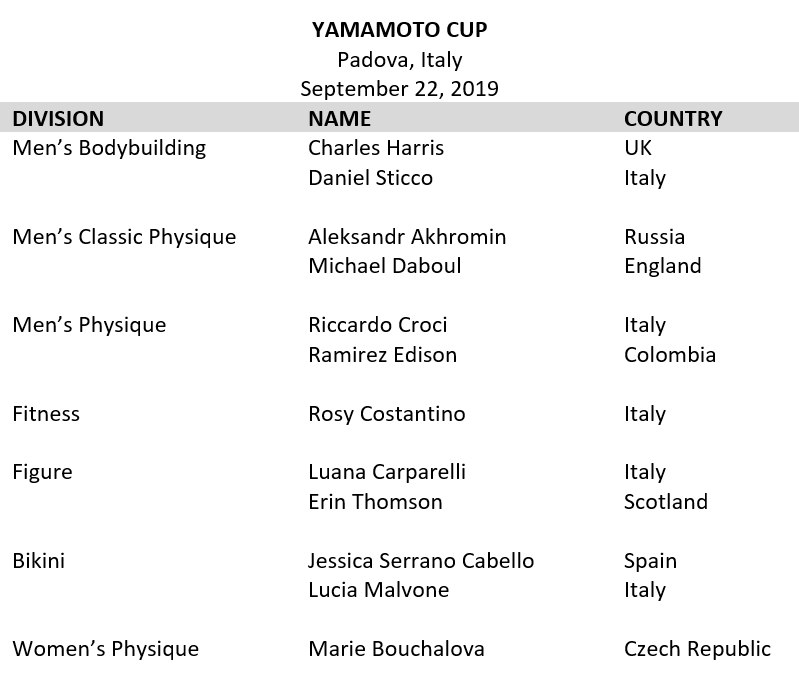 YAMAMOTO CUP
Padova, Italy
September 22, 2019
DIVISION NAME COUNTRY
Men’s Bodybuilding Charles Harris UK
Daniel Sticco Italy
Men’s Classic Physique Aleksandr Akhromin Russia
Michael Daboul England
Men’s Physique Riccardo Croci Italy
Ramirez Edison Colombia
Fitness Rosy Costantino Italy
Figure Luana Carparelli Italy
Erin Thomson Scotland
Bikini Jessica Serrano Cabello Spain
Lucia Malvone Italy
Women’s Physique Marie Bouchalova Czech Republic